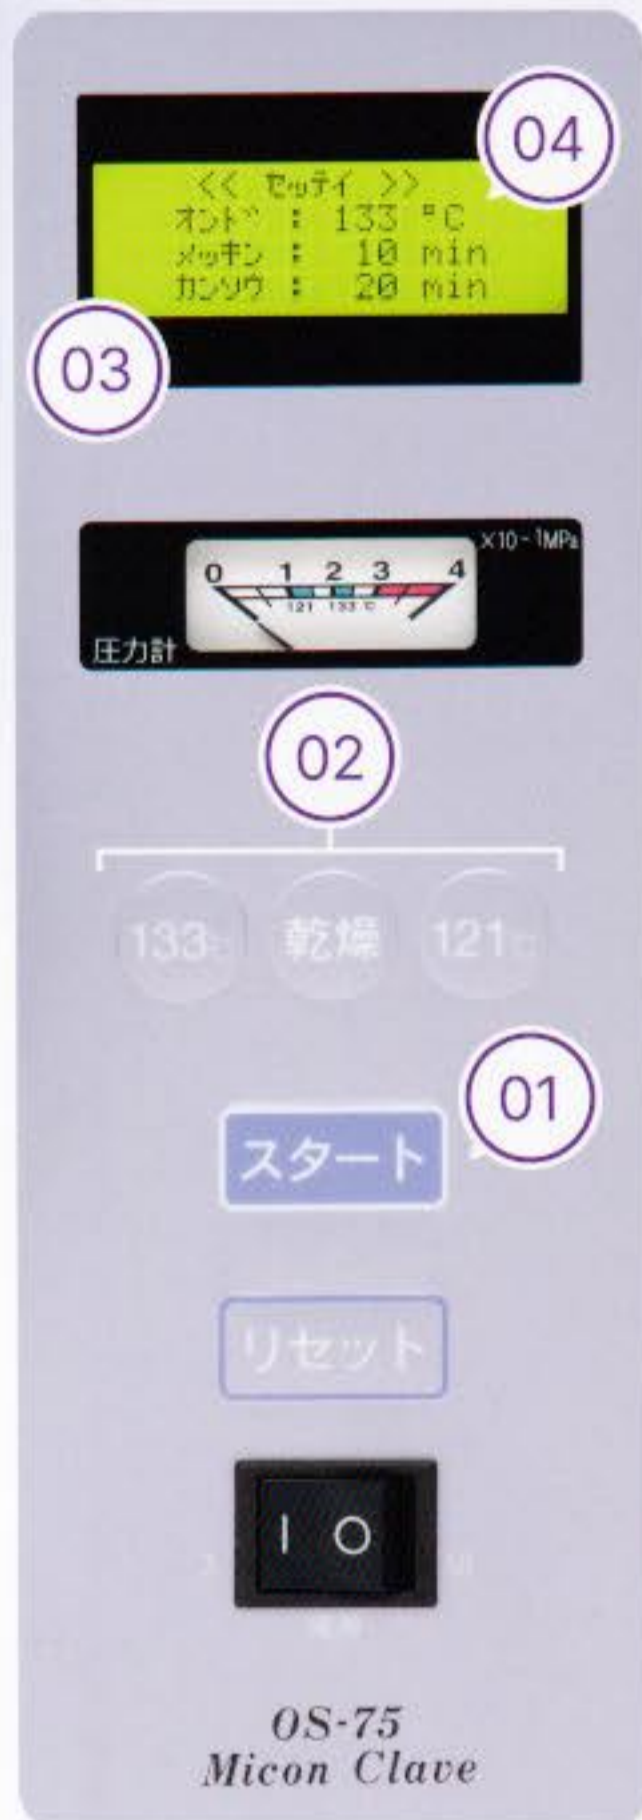 04
<< セッテイ >>
オンド : 133 °C
メッキン : 10 min
カンソウ : 20 min
03
×10-1MPa
0 1 2 3 4
121 133 ℃
圧力計
02
133℃ 乾燥 121℃
01
スタート
リセット
I O
OS-75
Micon Clave